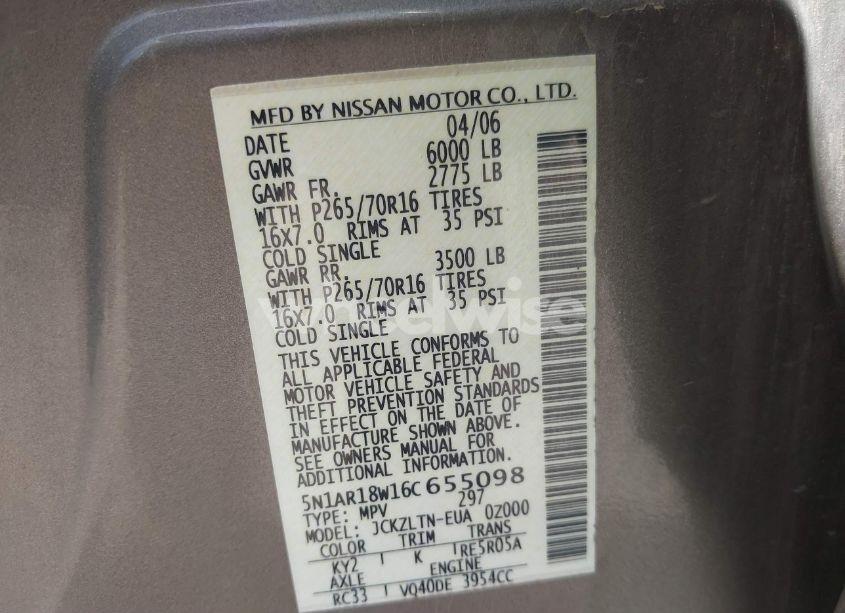 MFD BY NISSAN MOTOR CO., LTD.
DATE 04/06
GVWR 6000 LB
GAWR FR. 2775 LB
WITH P265/70R16 TIRES
16X7.0 RIMS AT 35 PSI
COLD SINGLE
GAWR RR. 3500 LB
WITH P265/70R16 TIRES
16X7.0 RIMS AT 35 PSI
COLD SINGLE
THIS VEHICLE CONFORMS TO
ALL APPLICABLE FEDERAL
MOTOR VEHICLE SAFETY AND
THEFT PREVENTION STANDARDS
IN EFFECT ON THE DATE OF
MANUFACTURE SHOWN ABOVE.
SEE OWNERS MANUAL FOR
ADDITIONAL INFORMATION.
5N1AR18W16C655098
TYPE: MPV 297
MODEL: JCKZLTN-EUA 0Z000
COLOR TRIM TRANS
KY2 K RE5R05A
AXLE ENGINE
RC33 VQ40DE 3954CC